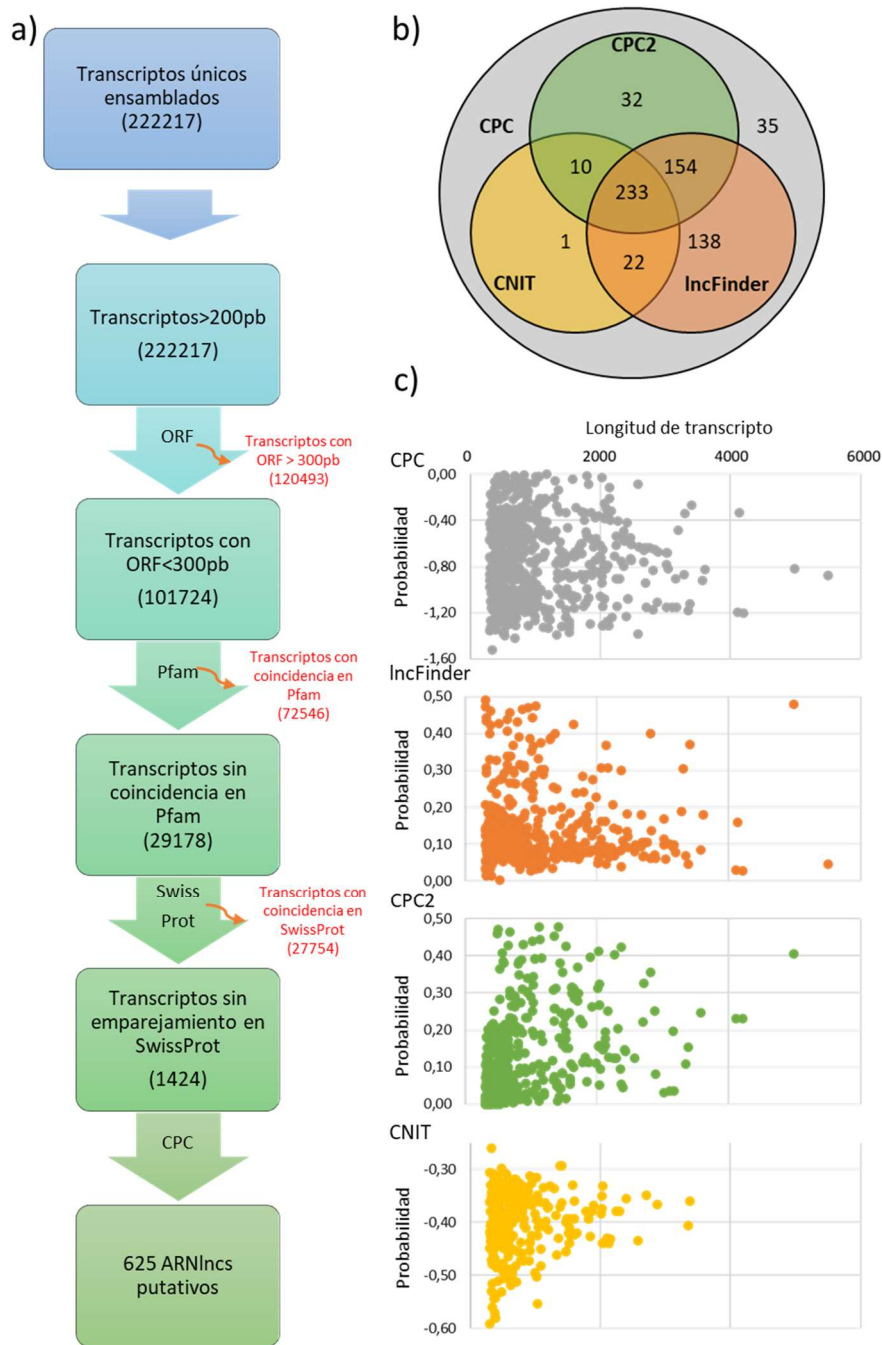 a)
Transcriptos únicos
ensamblados
(222217)
Transcriptos>200pb
(222217)
ORF
Transcriptos con
ORF > 300pb
(120493)
Transcriptos con
ORF<300pb
(101724)
Pfam
Transcriptos con
coincidencia en
Pfam
(72546)
Transcriptos sin
coincidencia en
Pfam
(29178)
Swiss
Prot
Transcriptos con
coincidencia en
SwissProt
(27754)
Transcriptos sin
emparejamiento en
SwissProt
(1424)
CPC
625 ARNlncs
putativos
b)
CPC2
32
CPC
35
10
154
233
1
138
22
CNIT
lncFinder
c)
Longitud de transcripto
0
2000
4000
6000
CPC
Probabilidad
0,00
-0,40
-0,80
-1,20
-1,60
lncFinder
Probabilidad
0,50
0,40
0,30
0,20
0,10
0,00
CPC2
Probabilidad
0,50
0,40
0,30
0,20
0,10
0,00
CNIT
Probabilidad
-0,30
-0,40
-0,50
-0,60